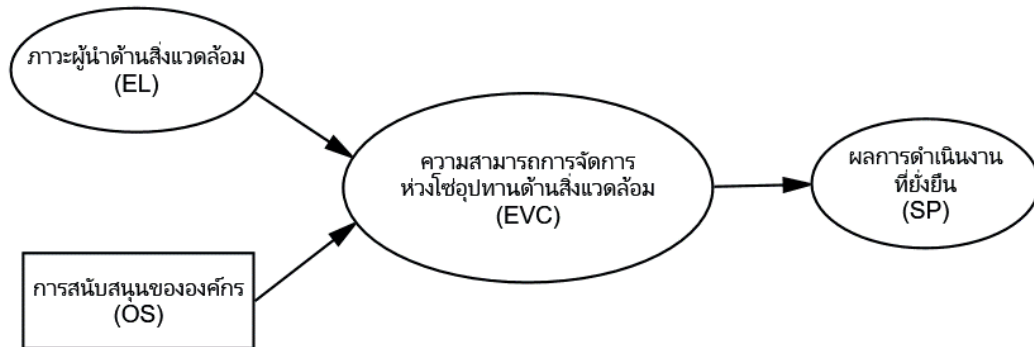 ภาวะผู้นำด้านสิ่งแวดล้อม
(EL)
ความสามารถการจัดการ
ห่วงโซ่อุปทานด้านสิ่งแวดล้อม
(EVC)
ผลการดำเนินงาน
ที่ยั่งยืน
(SP)
การสนับสนุนขององค์กร
(OS)